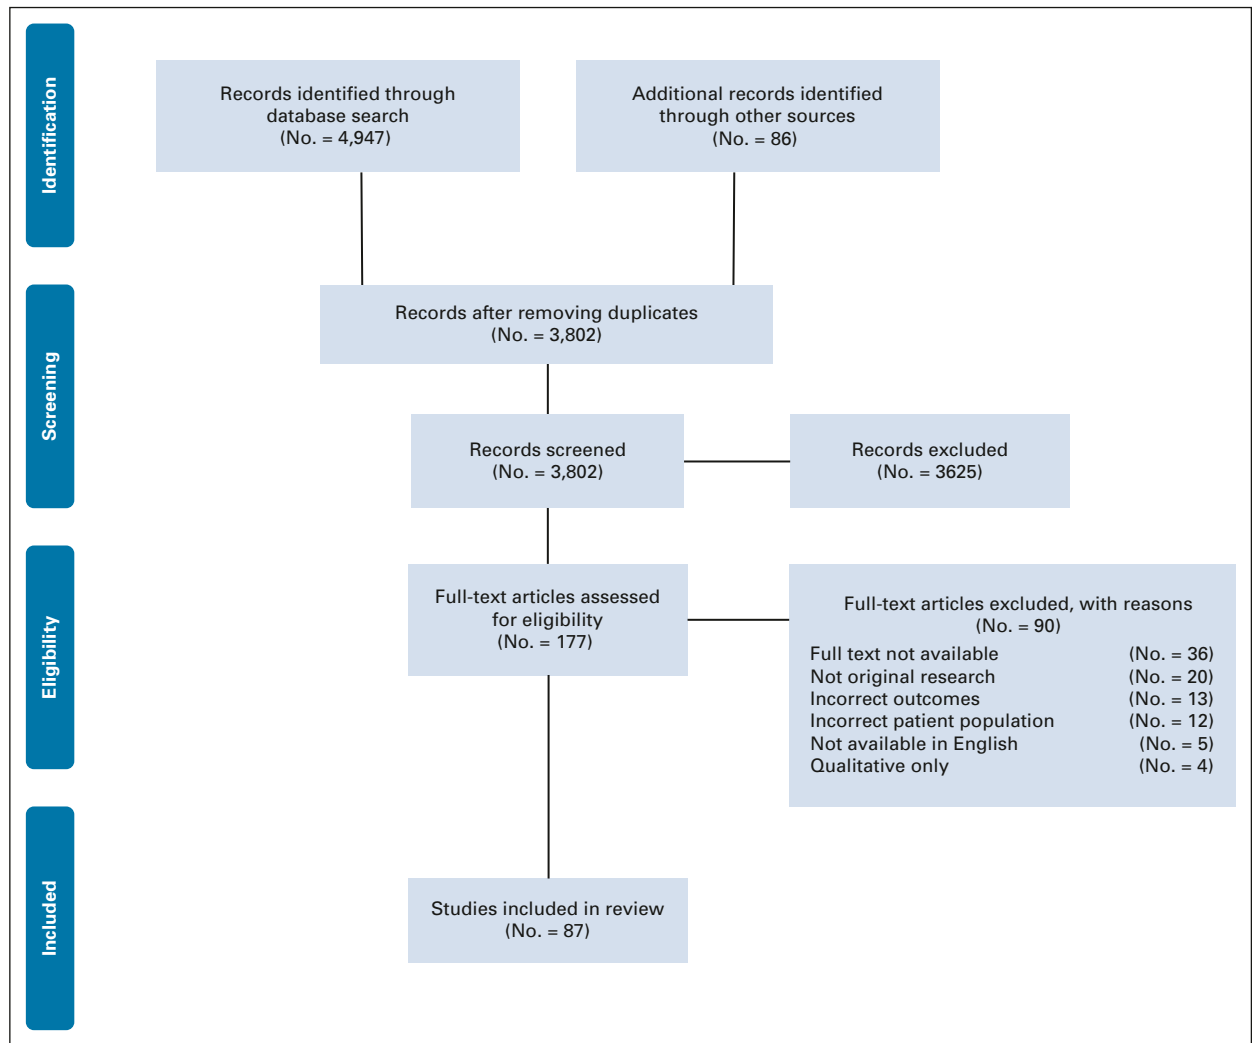 Identification
Records identified through
database search
(No. = 4,947)
Additional records identified
through other sources
(No. = 86)
Screening
Records after removing duplicates
(No. = 3,802)
Records screened
(No. = 3,802)
Records excluded
(No. = 3625)
Eligibility
Full-text articles assessed
for eligibility
(No. = 177)
Full-text articles excluded, with reasons
(No. = 90)
Full text not available (No. = 36)
Not original research (No. = 20)
Incorrect outcomes (No. = 13)
Incorrect patient population (No. = 12)
Not available in English (No. = 5)
Qualitative only (No. = 4)
Included
Studies included in review
(No. = 87)